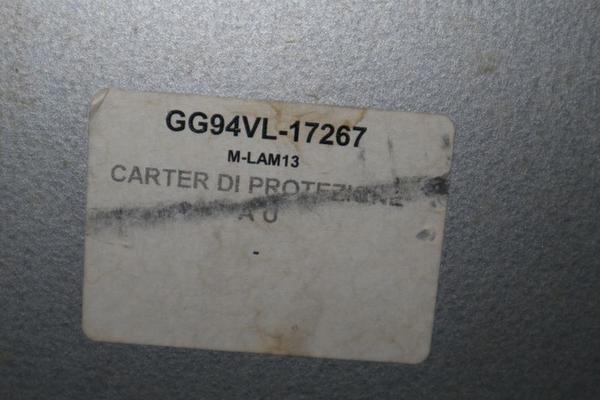 GG94VL-17267
M-LAM13
CARTER DI PROTEZIONE
A U
-